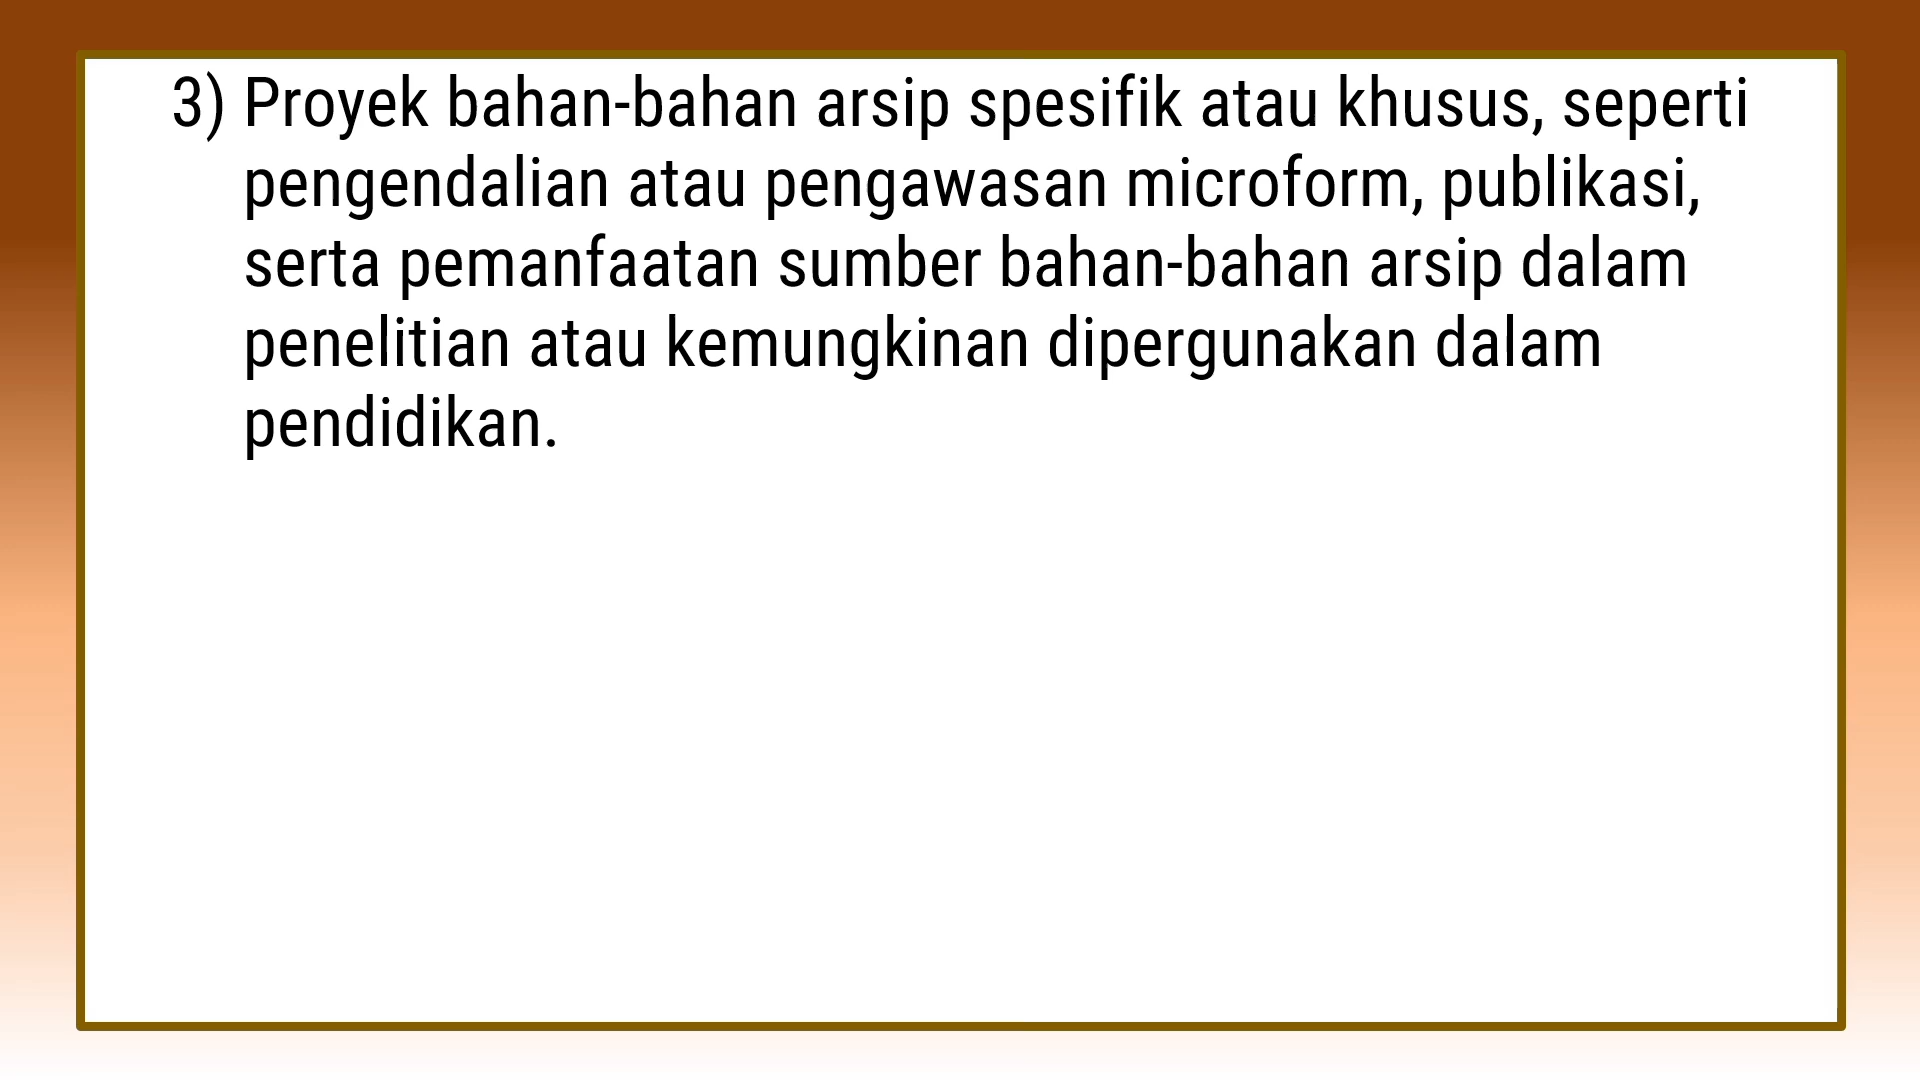 3) Proyek bahan-bahan arsip spesifik atau khusus, seperti
pengendalian atau pengawasan microform, publikasi,
serta pemanfaatan sumber bahan-bahan arsip dalam
penelitian atau kemungkinan dipergunakan dalam
pendidikan.